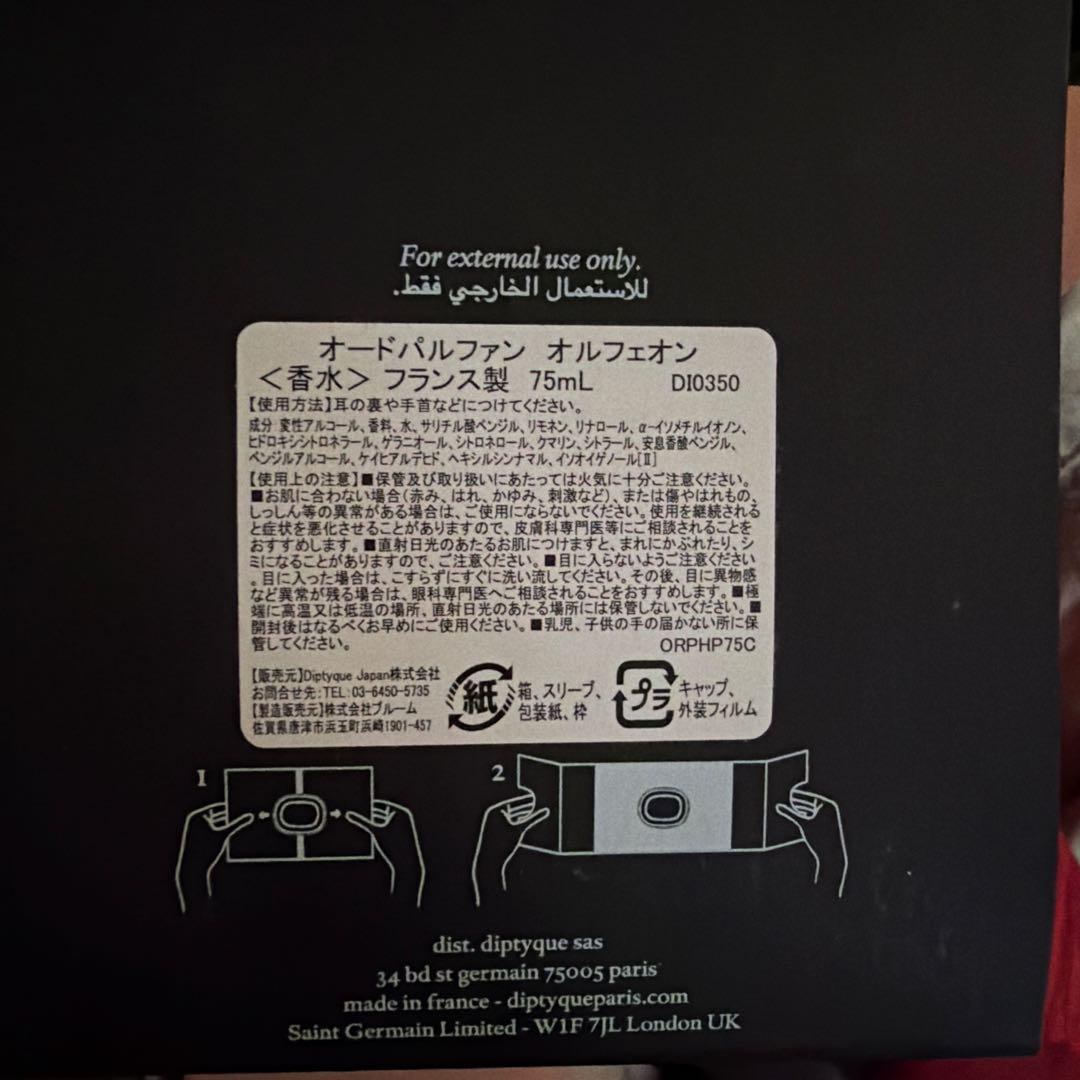 For external use only.
للاستعمال الخارجي فقط.
オードパルファン オルフェオン
＜香水＞ フランス製 75mL DI0350
【使用方法】耳の裏や手首などにつけてください。
成分：変性アルコール、香料、水、サリチル酸ベンジル、リモネン、リナロール、α-イソメチルイオノン、
ヒドロキシシトロネラール、ゲラニオール、シトロネロール、クマリン、シトラール、安息香酸ベンジル、
ベンジルアルコール、ケイヒアルデヒド、ヘキシルシンナマル、イソオイゲノール[Ⅱ]
【使用上の注意】■保管及び取り扱いにあたっては火気に十分ご注意ください。
■お肌に合わない場合（赤み、はれ、かゆみ、刺激など）、または傷やはれもの、
しっしん等の異常がある場合は、ご使用にならないでください。使用を継続される
と症状を悪化させることがありますので、皮膚科専門医等にご相談されることを
おすすめします。■直射日光のあたるお肌につけますと、まれにかぶれたり、シ
ミになることがありますので、ご注意ください。■目に入らないようご注意ください
。目に入った場合は、こすらずにすぐに洗い流してください。その後、目に異物感
など異常が残る場合は、眼科専門医へご相談されることをおすすめします。■極
端に高温又は低温の場所、直射日光のあたる場所には保管しないでください。■
開封後はなるべくお早めにご使用ください。■乳児、子供の手の届かない所に保
管してください。 ORPHP75C
【販売元】Diptyque Japan株式会社
お問合せ先：TEL：03-6450-5735
【製造販売元】株式会社ブルーム
佐賀県唐津市浜玉町浜崎1901-457
紙 箱、スリーブ、
包装紙、枠
プラ キャップ、
外装フィルム
1 2
dist. diptyque sas
34 bd st germain 75005 paris
made in france - diptyqueparis.com
Saint Germain Limited - W1F 7JL London UK